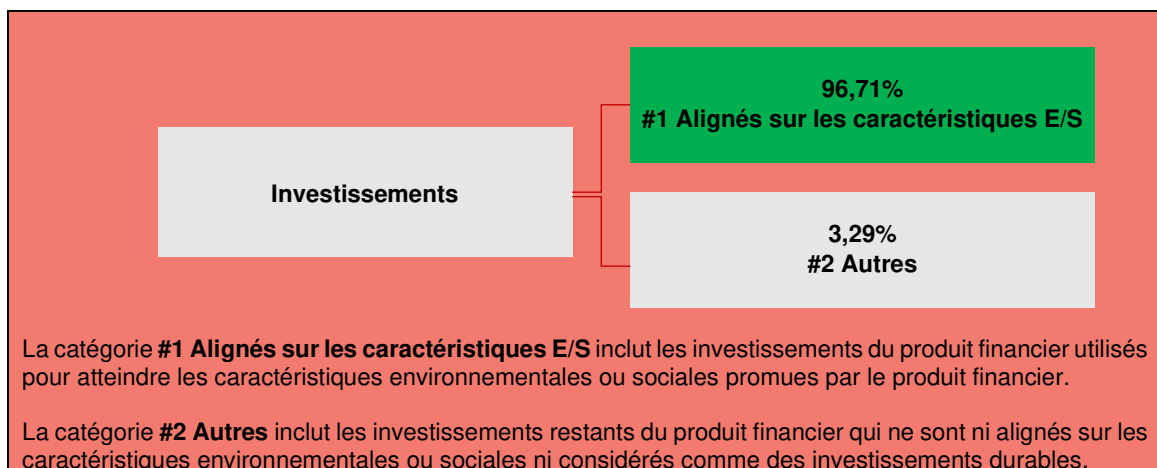 96,71%
#1 Alignés sur les caractéristiques E/S
Investissements
3,29%
#2 Autres
La catégorie #1 Alignés sur les caractéristiques E/S inclut les investissements du produit financier utilisés
pour atteindre les caractéristiques environnementales ou sociales promues par le produit financier.
La catégorie #2 Autres inclut les investissements restants du produit financier qui ne sont ni alignés sur les
caractéristiques environnementales ou sociales ni considérés comme des investissements durables.